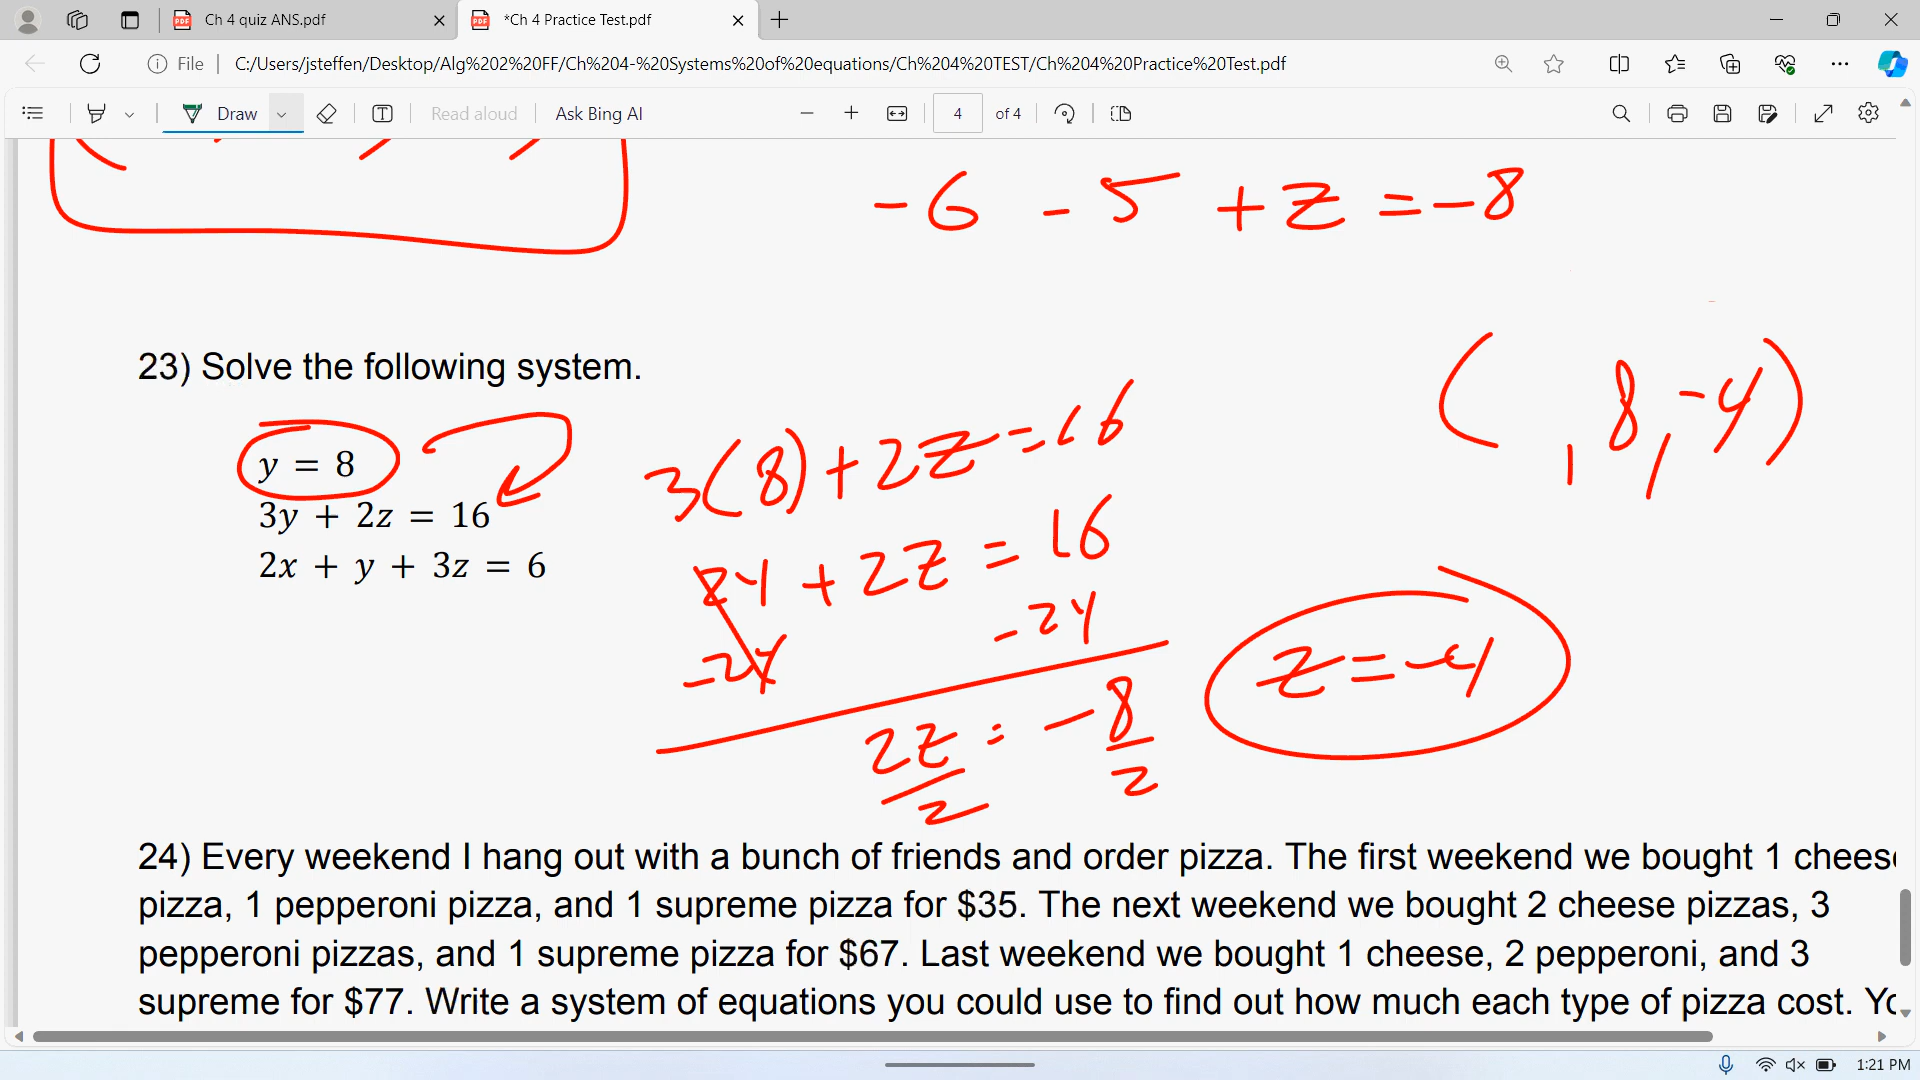 Ch 4 quiz ANS.pdf
*Ch 4 Practice Test.pdf
File
C:/Users/jsteffen/Desktop/Alg%202%20FF/Ch%204-%20Systems%20of%20equations/Ch%204%20TEST/Ch%204%20Practice%20Test.pdf
Draw
Read aloud
Ask Bing AI
4
of 4
-6 -5 +z =-8
23) Solve the following system.
( , 8, -4)
y = 8
3y + 2z = 16
2x + y + 3z = 6
3(8)+2z=16
24 +2z = 16
-24 -24
2z = -8
2 2
z=-4
24) Every weekend I hang out with a bunch of friends and order pizza. The first weekend we bought 1 chees
pizza, 1 pepperoni pizza, and 1 supreme pizza for $35. The next weekend we bought 2 cheese pizzas, 3
pepperoni pizzas, and 1 supreme pizza for $67. Last weekend we bought 1 cheese, 2 pepperoni, and 3
supreme for $77. Write a system of equations you could use to find out how much each type of pizza cost. Yo
1:21 PM